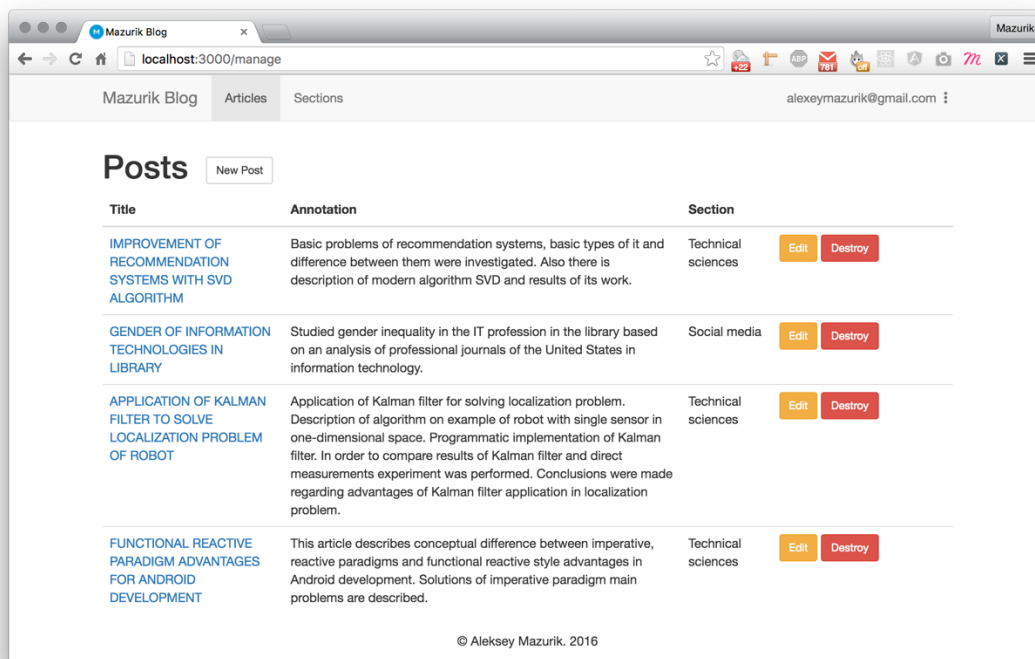 Mazurik Blog
Mazurik
localhost:3000/manage
+22
ABP
781
off
Mazurik Blog Articles Sections alexeymazurik@gmail.com
Posts New Post
Title Annotation Section
IMPROVEMENT OF
RECOMMENDATION
SYSTEMS WITH SVD
ALGORITHM
Basic problems of recommendation systems, basic types of it and
difference between them were investigated. Also there is
description of modern algorithm SVD and results of its work.
Technical
sciences
Edit Destroy
GENDER OF INFORMATION
TECHNOLOGIES IN
LIBRARY
Studied gender inequality in the IT profession in the library based
on an analysis of professional journals of the United States in
information technology.
Social media
Edit Destroy
APPLICATION OF KALMAN
FILTER TO SOLVE
LOCALIZATION PROBLEM
OF ROBOT
Application of Kalman filter for solving localization problem.
Description of algorithm on example of robot with single sensor in
one-dimensional space. Programmatic implementation of Kalman
filter. In order to compare results of Kalman filter and direct
measurements experiment was performed. Conclusions were made
regarding advantages of Kalman filter application in localization
problem.
Technical
sciences
Edit Destroy
FUNCTIONAL REACTIVE
PARADIGM ADVANTAGES
FOR ANDROID
DEVELOPMENT
This article describes conceptual difference between imperative,
reactive paradigms and functional reactive style advantages in
Android development. Solutions of imperative paradigm main
problems are described.
Technical
sciences
Edit Destroy
© Aleksey Mazurik. 2016